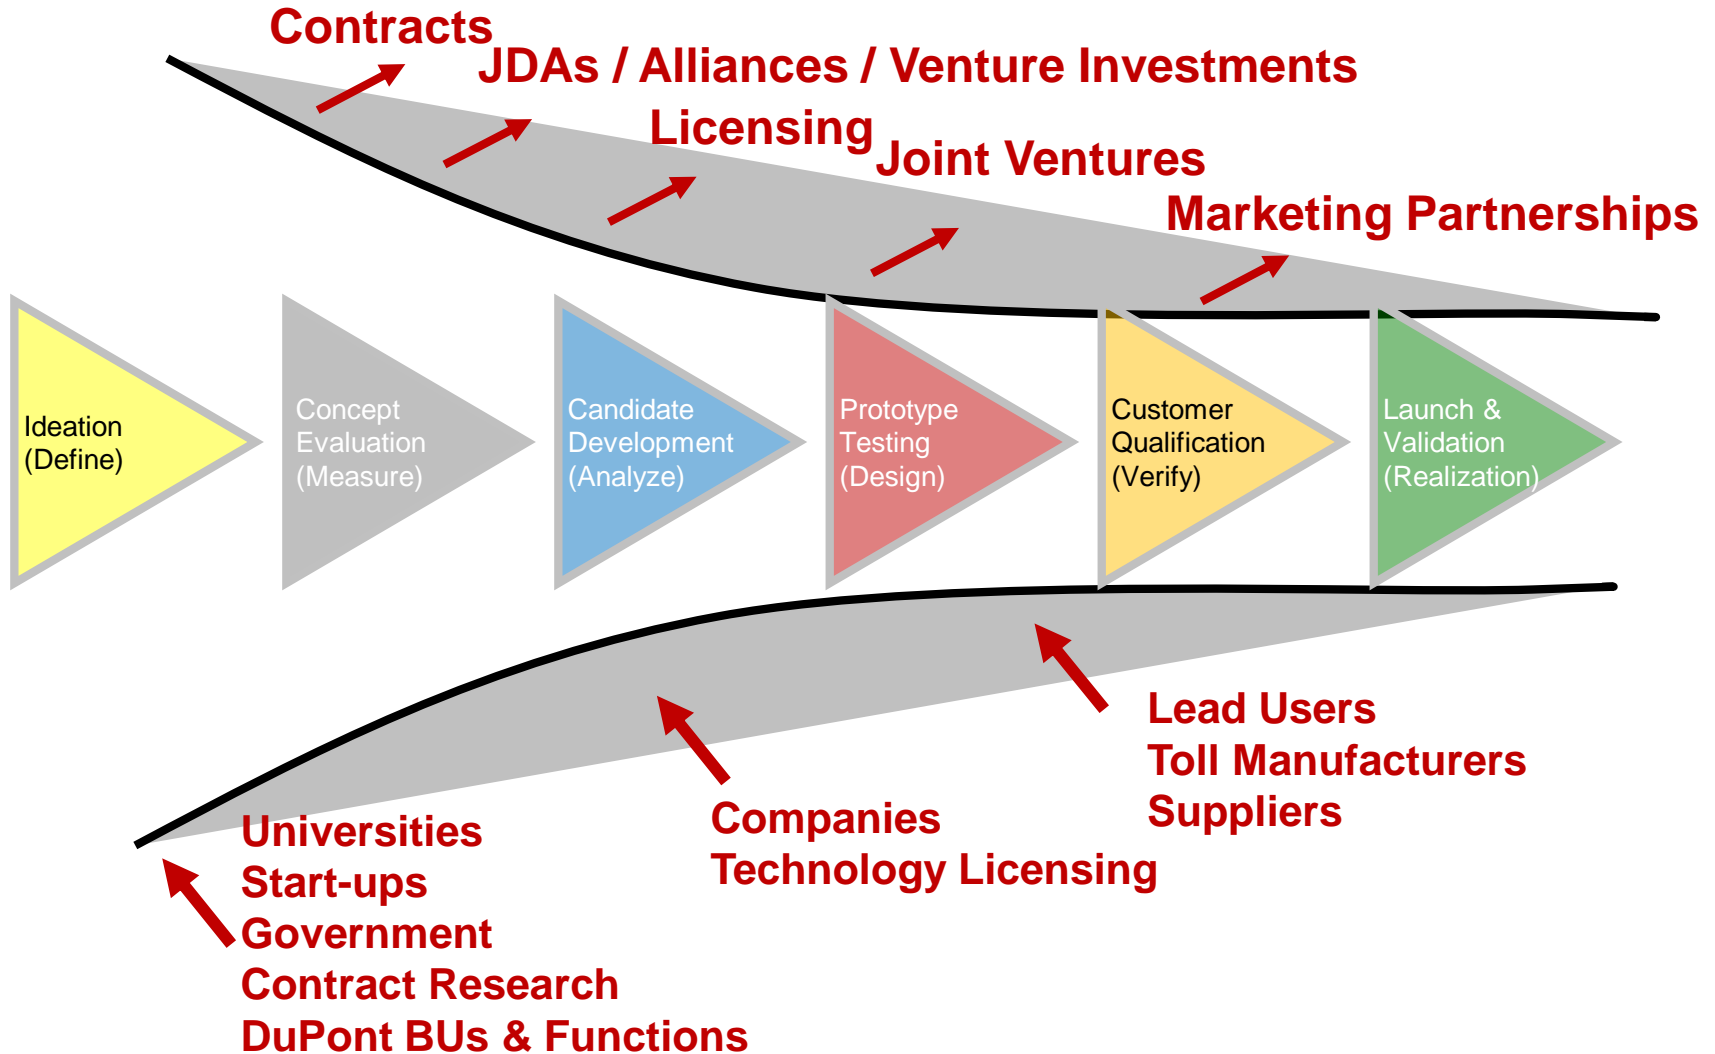 Contracts
JDAs / Alliances / Venture Investments
Licensing
Joint Ventures
Marketing Partnerships
Ideation
(Define)
Concept
Evaluation
(Measure)
Candidate
Development
(Analyze)
Prototype
Testing
(Design)
Customer
Qualification
(Verify)
Launch &
Validation
(Realization)
Universities
Start-ups
Government
Contract Research
DuPont BUs & Functions
Companies
Technology Licensing
Lead Users
Toll Manufacturers
Suppliers